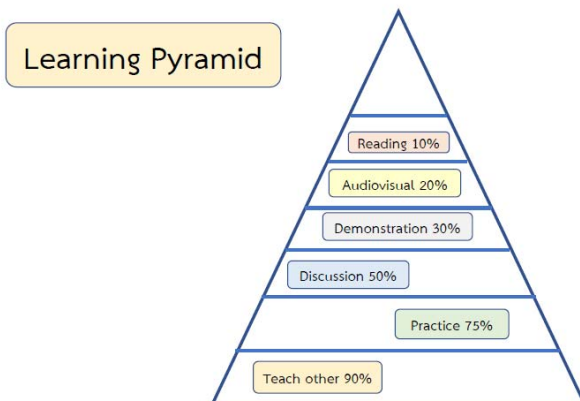 Learning Pyramid
Reading 10%
Audiovisual 20%
Demonstration 30%
Discussion 50%
Practice 75%
Teach other 90%